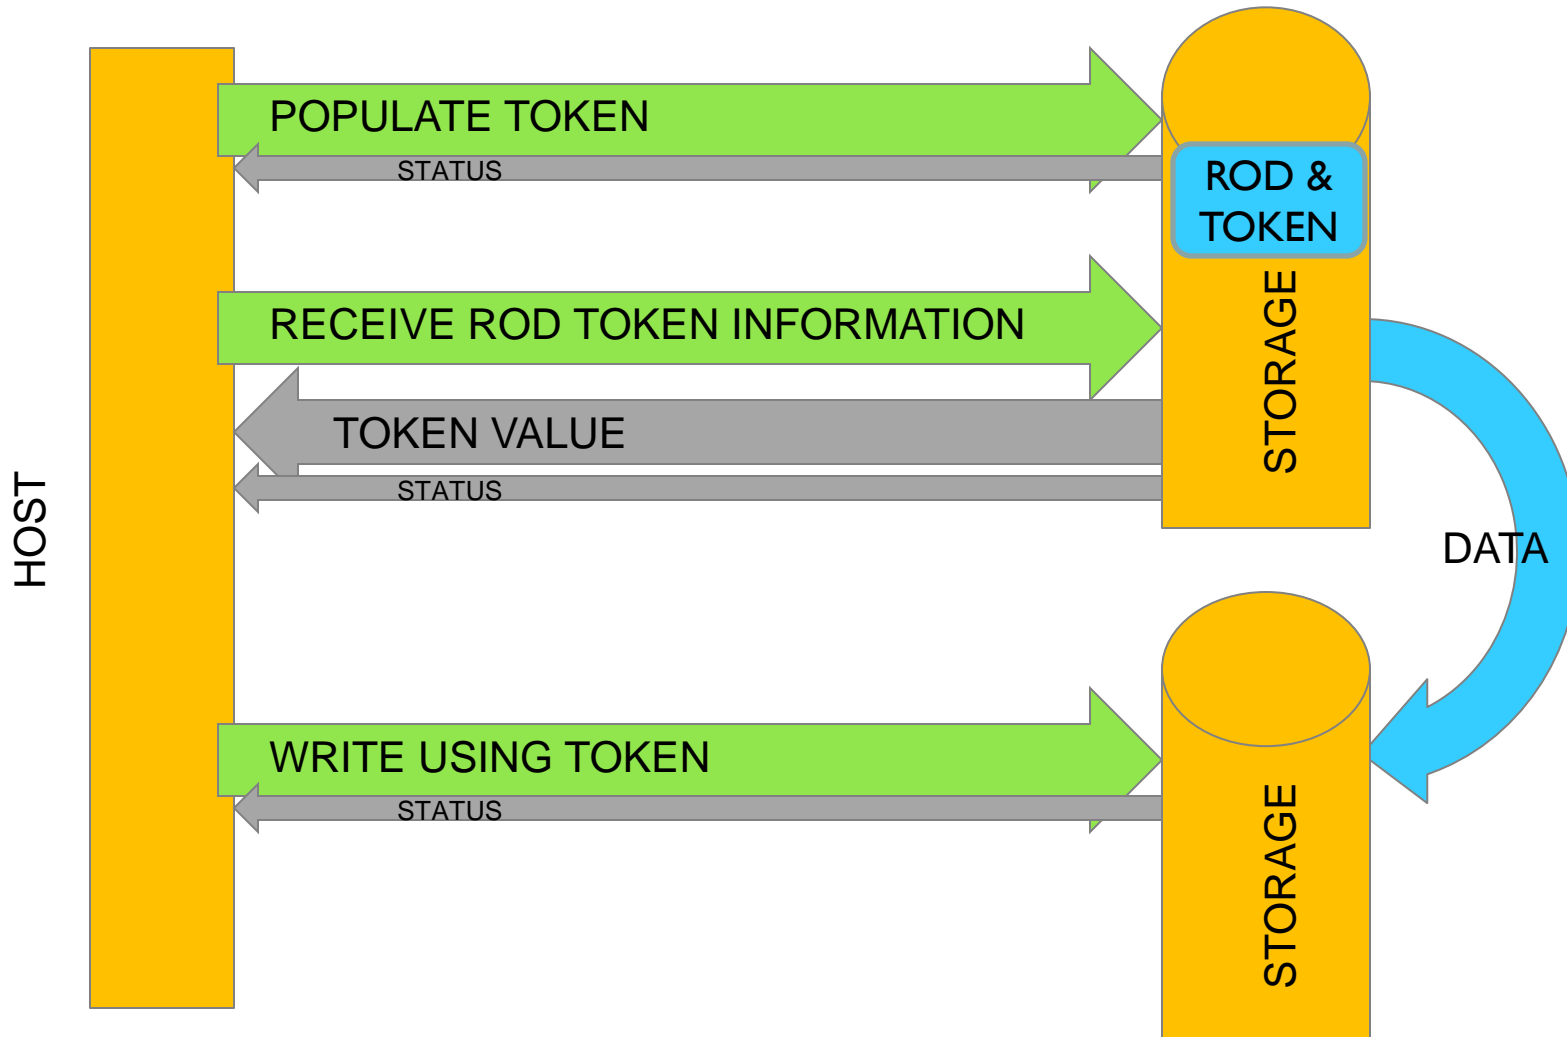 POPULATE TOKEN
STATUS
ROD &
TOKEN
RECEIVE ROD TOKEN INFORMATION
STORAGE
TOKEN VALUE
STATUS
HOST
DATA
WRITE USING TOKEN
STATUS
STORAGE